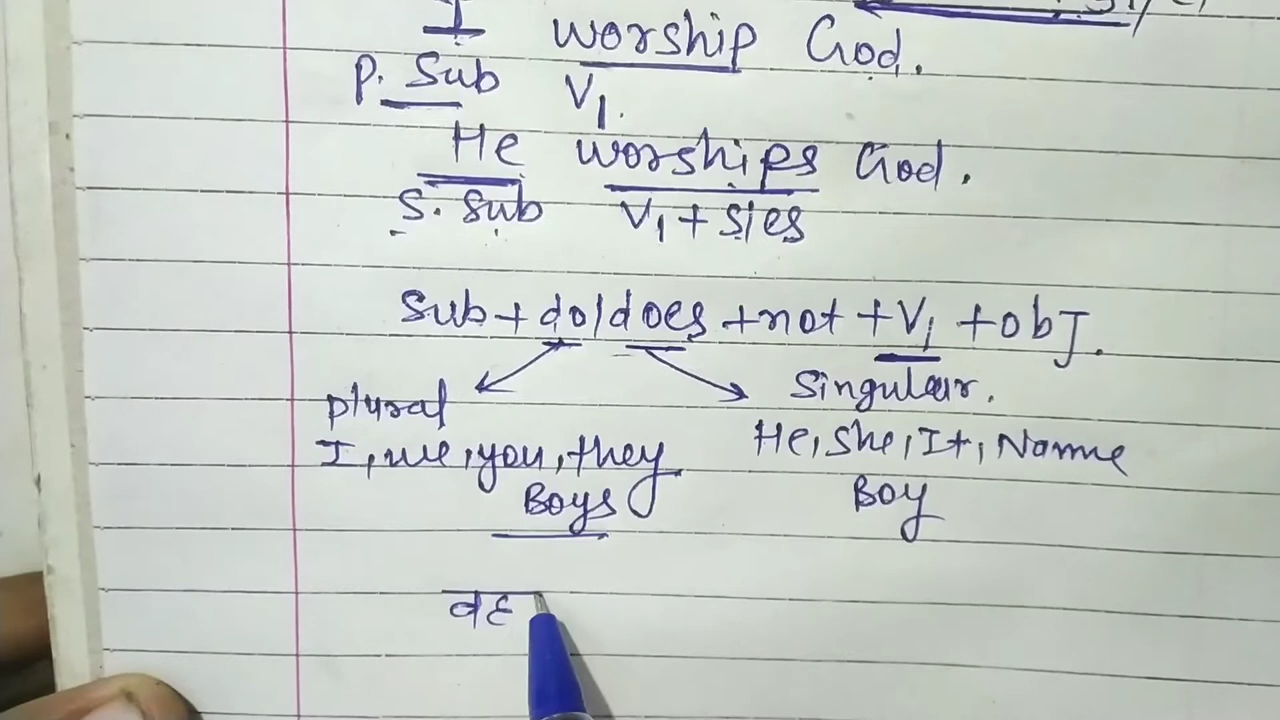 I worship God.
P. Sub V1.
He worships God.
S. Sub V1 + s/es
Sub + do/does + not + V1 + obj.
plural Singular.
I, we, you, they He, She, It, Name
Boys Boy
वह